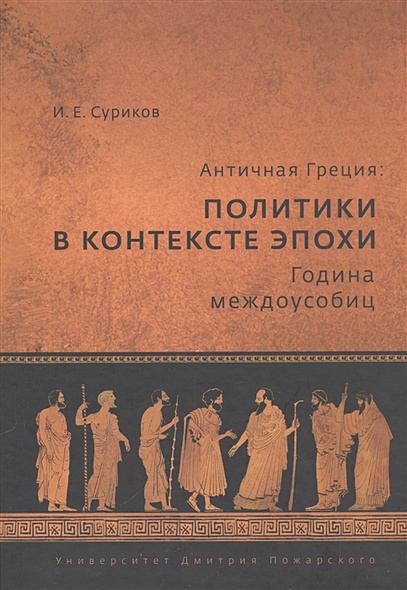 И. Е. Суриков
Античная Греция:
ПОЛИТИКИ
В КОНТЕКСТЕ ЭПОХИ
Година
междоусобиц
Университет Дмитрия Пожарского